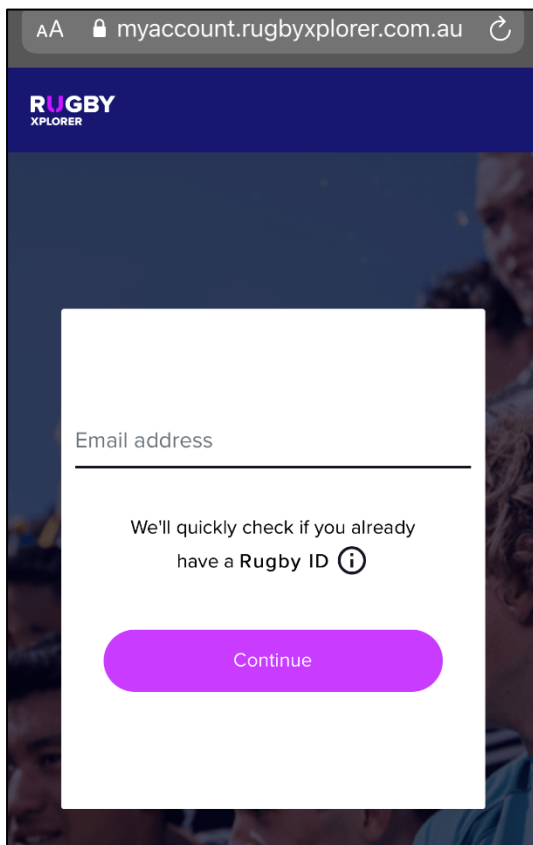 AA myaccount.rugbyxplorer.com.au
RUGBY
XPLORER
Email address
We'll quickly check if you already
have a Rugby ID i
Continue